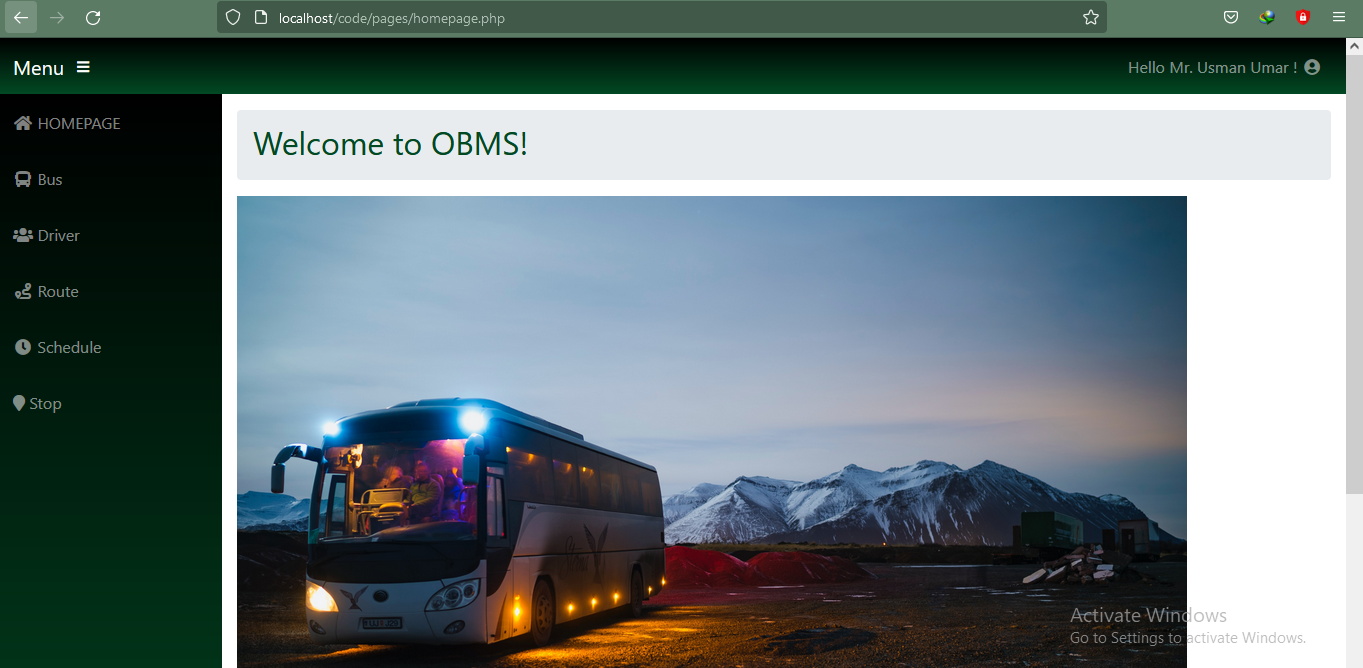 localhost/code/pages/homepage.php
Menu
Hello Mr. Usman Umar !
HOMEPAGE
Welcome to OBMS!
Bus
Driver
Route
Schedule
Stop
Activate Windows
Go to Settings to activate Windows.